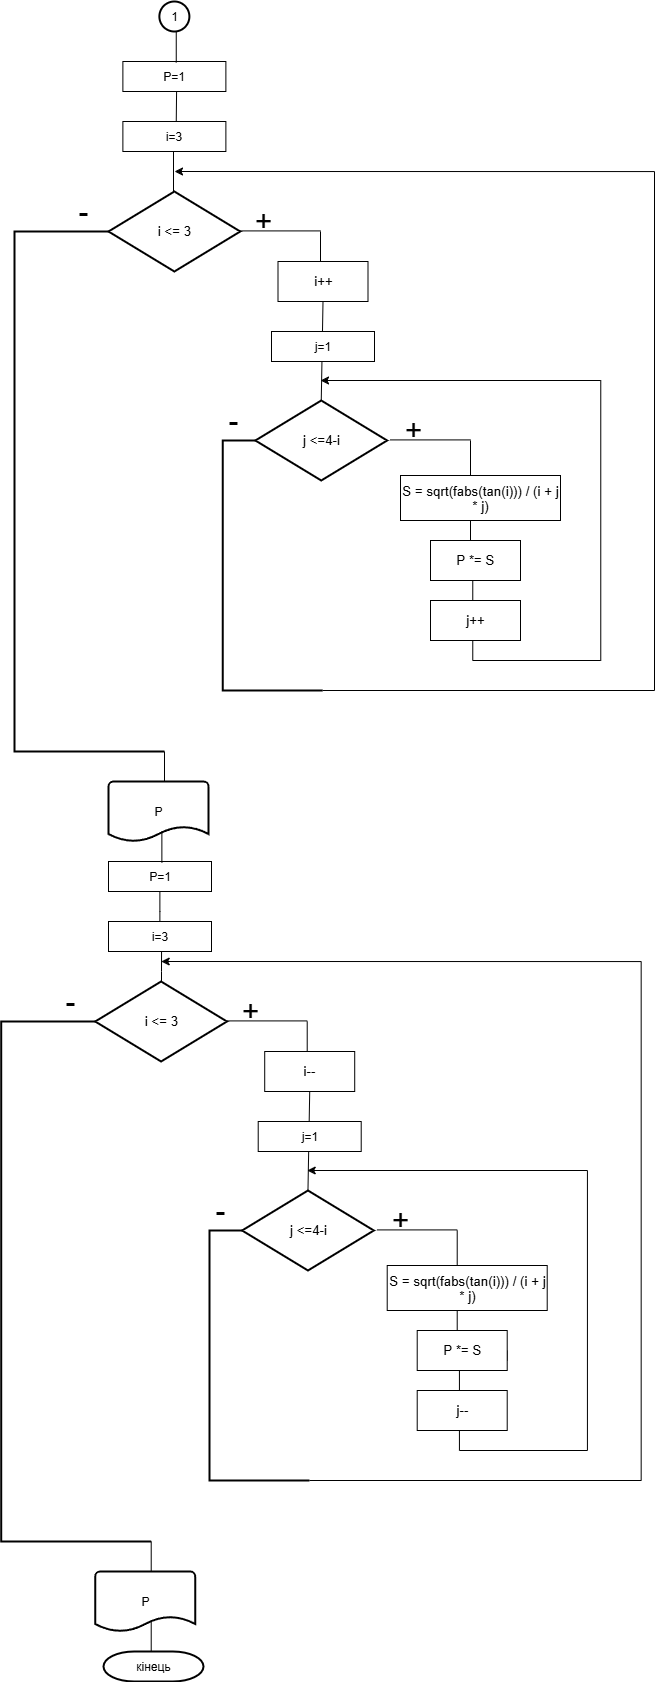 1
P=1
i=3
i <= 3
-
+
i++
j=1
j <=4-i
-
+
S = sqrt(fabs(tan(i))) / (i + j
* j)
P *= S
j++
P
P=1
i=3
i <= 3
-
+
i--
j=1
j <=4-i
-
+
S = sqrt(fabs(tan(i))) / (i + j
* j)
P *= S
j--
P
кінець